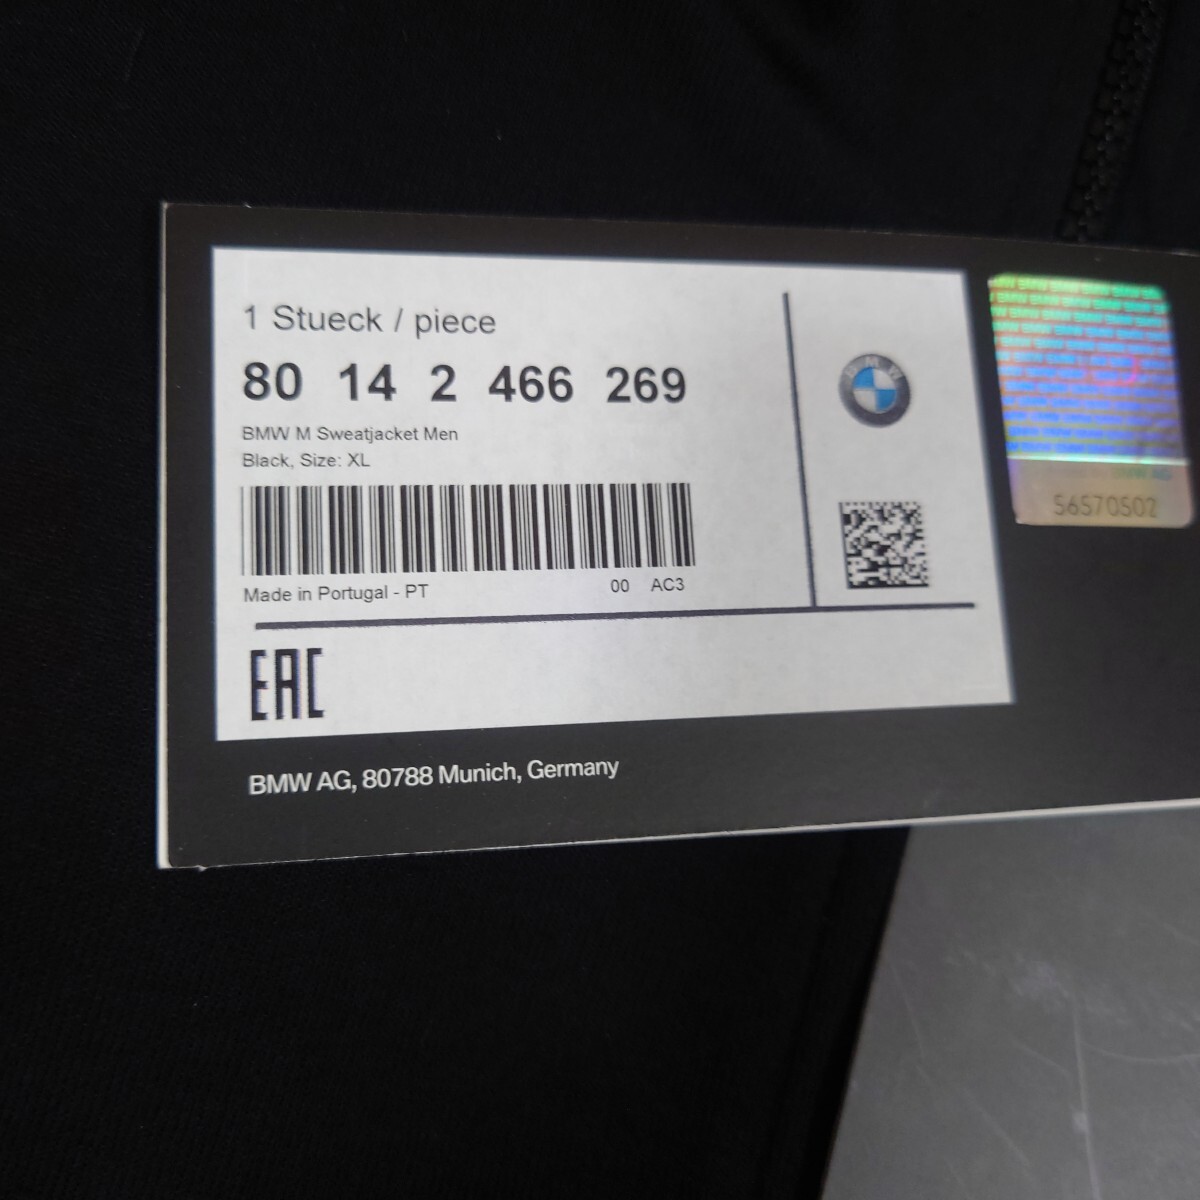 1 Stueck / piece
80 14 2 466 269
BMW M Sweatjacket Men
Black, Size: XL
Made in Portugal - PT 00 AC3
EAC
BMW AG, 80788 Munich, Germany
BMW
56570502